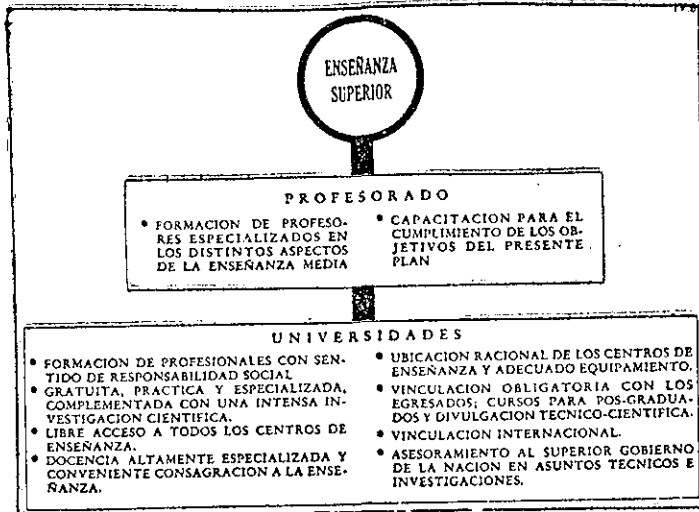 ENSEÑANZA
SUPERIOR
PROFESORADO
• FORMACION DE PROFESO-
RES ESPECIALIZADOS EN
LOS DISTINTOS ASPECTOS
DE LA ENSEÑANZA MEDIA
• CAPACITACION PARA EL
CUMPLIMIENTO DE LOS OB-
JETIVOS DEL PRESENTE
PLAN
UNIVERSIDADES
• FORMACION DE PROFESIONALES CON SEN-
TIDO DE RESPONSABILIDAD SOCIAL
• GRATUITA, PRACTICA Y ESPECIALIZADA,
COMPLEMENTADA CON UNA INTENSA IN-
VESTIGACION CIENTIFICA.
• LIBRE ACCESO A TODOS LOS CENTROS DE
ENSEÑANZA.
• DOCENCIA ALTAMENTE ESPECIALIZADA Y
CONVENIENTE CONSAGRACION A LA ENSE-
ÑANZA.
• UBICACION RACIONAL DE LOS CENTROS DE
ENSEÑANZA Y ADECUADO EQUIPAMIENTO.
• VINCULACION OBLIGATORIA CON LOS
EGRESADOS; CURSOS PARA POS-GRADUA-
DOS Y DIVULGACION TECNICO-CIENTIFICA.
• VINCULACION INTERNACIONAL.
• ASESORAMIENTO AL SUPERIOR GOBIERNO
DE LA NACION EN ASUNTOS TECNICOS E
INVESTIGACIONES.